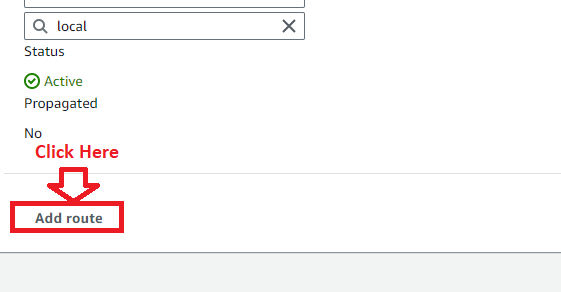 local
Status
Active
Propagated
No
Click Here
Add route